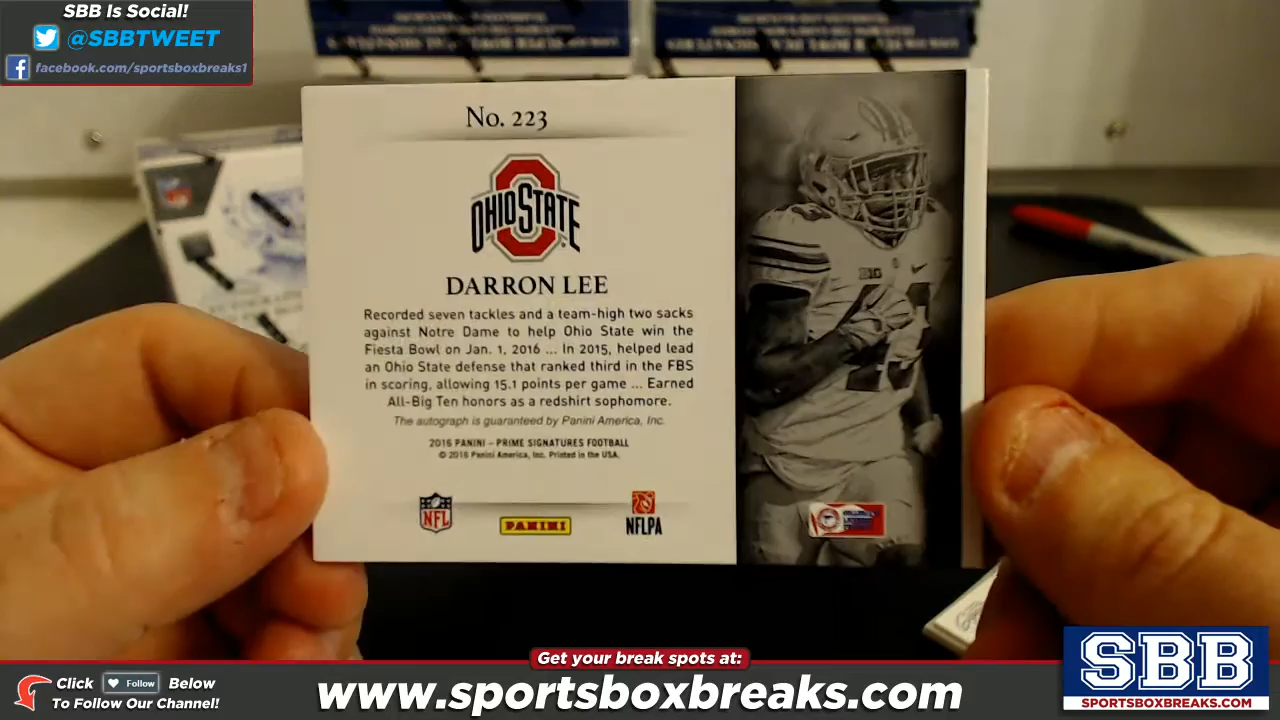 SBB Is Social!
@SBBTWEET
facebook.com/sportsboxbreaks1
No. 223
OHIO STATE
DARRON LEE
Recorded seven tackles and a team-high two sacks
against Notre Dame to help Ohio State win the
Fiesta Bowl on Jan. 1, 2016 ... In 2015, helped lead
an Ohio State defense that ranked third in the FBS
in scoring, allowing 15.1 points per game ... Earned
All-Big Ten honors as a redshirt sophomore.
The autograph is guaranteed by Panini America, Inc.
2016 PANINI – PRIME SIGNATURES FOOTBALL
© 2016 Panini America, Inc. Printed in the USA.
NFL
PANINI
NFLPA
B1G
Get your break spots at:
Click Follow Below
To Follow Our Channel!
www.sportsboxbreaks.com
SBB
SPORTSBOXBREAKS.COM